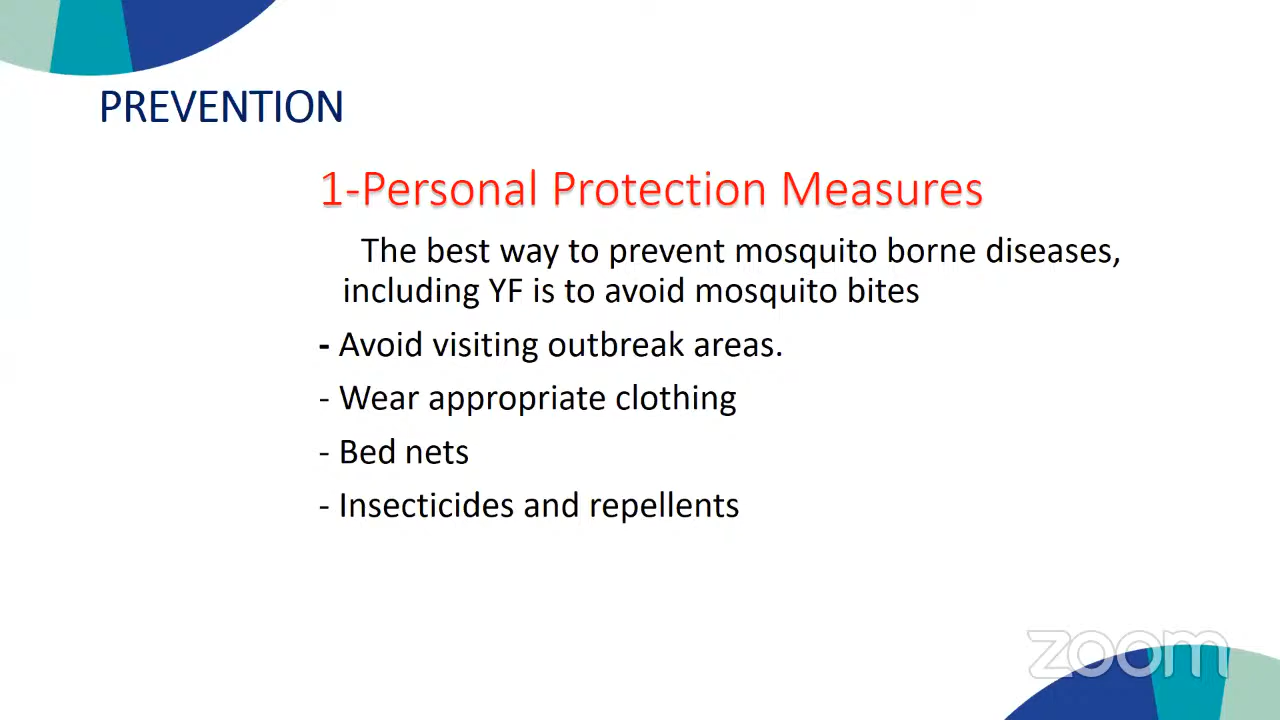 PREVENTION
1-Personal Protection Measures
The best way to prevent mosquito borne diseases,
including YF is to avoid mosquito bites
- Avoid visiting outbreak areas.
- Wear appropriate clothing
- Bed nets
- Insecticides and repellents
zoom